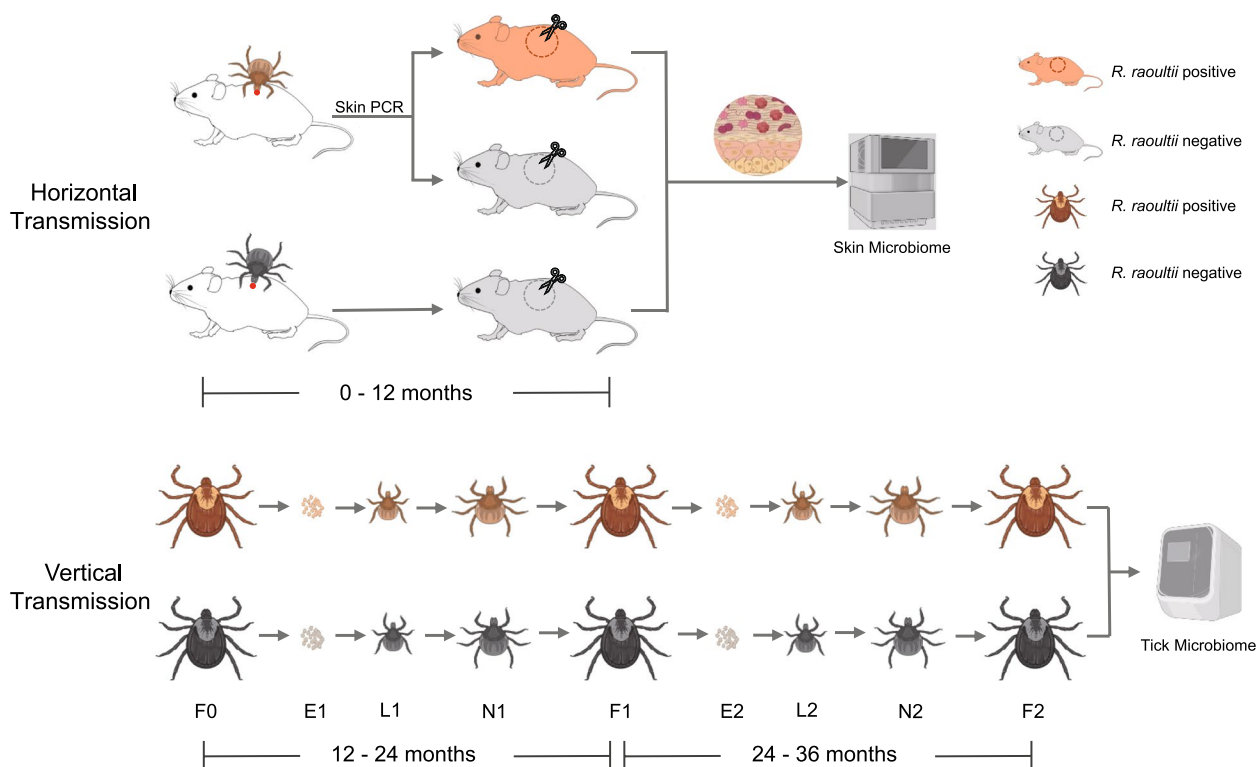 Horizontal
Transmission
Skin PCR
Skin Microbiome
R. raoultii positive
R. raoultii negative
R. raoultii positive
R. raoultii negative
0 - 12 months
Vertical
Transmission
Tick Microbiome
F0 E1 L1 N1 F1 E2 L2 N2 F2
12 - 24 months 24 - 36 months